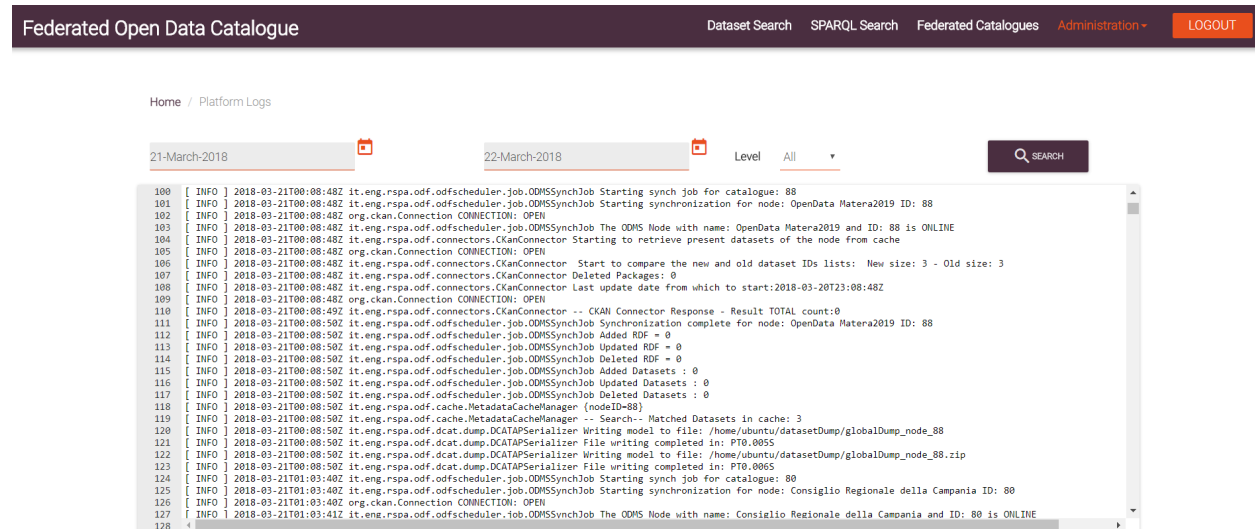 Federated Open Data Catalogue Dataset Search SPARQL Search Federated Catalogues Administration LOGOUT
Home / Platform Logs
21-March-2018 22-March-2018 Level All SEARCH
100 [ INFO ] 2018-03-21T00:08:48Z it.eng.rspa.odf.odfscheduler.job.ODMSSynchJob Starting synch job for catalogue: 88
101 [ INFO ] 2018-03-21T00:08:48Z it.eng.rspa.odf.odfscheduler.job.ODMSSynchJob Starting synchronization for node: OpenData Matera2019 ID: 88
102 [ INFO ] 2018-03-21T00:08:48Z org.ckan.Connection CONNECTION: OPEN
103 [ INFO ] 2018-03-21T00:08:48Z it.eng.rspa.odf.odfscheduler.job.ODMSSynchJob The ODMS Node with name: OpenData Matera2019 and ID: 88 is ONLINE
104 [ INFO ] 2018-03-21T00:08:48Z it.eng.rspa.odf.connectors.CKanConnector Starting to retrieve present datasets of the node from cache
105 [ INFO ] 2018-03-21T00:08:48Z org.ckan.Connection CONNECTION: OPEN
106 [ INFO ] 2018-03-21T00:08:48Z it.eng.rspa.odf.connectors.CKanConnector  Start to compare the new and old dataset IDs lists:  New size: 3 - Old size: 3
107 [ INFO ] 2018-03-21T00:08:48Z it.eng.rspa.odf.connectors.CKanConnector Deleted Packages: 0
108 [ INFO ] 2018-03-21T00:08:48Z it.eng.rspa.odf.connectors.CKanConnector Last update date from which to start:2018-03-20T23:08:48Z
109 [ INFO ] 2018-03-21T00:08:48Z org.ckan.Connection CONNECTION: OPEN
110 [ INFO ] 2018-03-21T00:08:49Z it.eng.rspa.odf.connectors.CKanConnector -- CKAN Connector Response - Result TOTAL count:0
111 [ INFO ] 2018-03-21T00:08:50Z it.eng.rspa.odf.odfscheduler.job.ODMSSynchJob Synchronization complete for node: OpenData Matera2019 ID: 88
112 [ INFO ] 2018-03-21T00:08:50Z it.eng.rspa.odf.odfscheduler.job.ODMSSynchJob Added RDF = 0
113 [ INFO ] 2018-03-21T00:08:50Z it.eng.rspa.odf.odfscheduler.job.ODMSSynchJob Updated RDF = 0
114 [ INFO ] 2018-03-21T00:08:50Z it.eng.rspa.odf.odfscheduler.job.ODMSSynchJob Deleted RDF = 0
115 [ INFO ] 2018-03-21T00:08:50Z it.eng.rspa.odf.odfscheduler.job.ODMSSynchJob Added Datasets : 0
116 [ INFO ] 2018-03-21T00:08:50Z it.eng.rspa.odf.odfscheduler.job.ODMSSynchJob Updated Datasets : 0
117 [ INFO ] 2018-03-21T00:08:50Z it.eng.rspa.odf.odfscheduler.job.ODMSSynchJob Deleted Datasets : 0
118 [ INFO ] 2018-03-21T00:08:50Z it.eng.rspa.odf.cache.MetadataCacheManager {nodeID=88}
119 [ INFO ] 2018-03-21T00:08:50Z it.eng.rspa.odf.cache.MetadataCacheManager -- Search-- Matched Datasets in cache: 3
120 [ INFO ] 2018-03-21T00:08:50Z it.eng.rspa.odf.dcat.dump.DCATAPSerializer Writing model to file: /home/ubuntu/datasetDump/globalDump_node_88
121 [ INFO ] 2018-03-21T00:08:50Z it.eng.rspa.odf.dcat.dump.DCATAPSerializer File writing completed in: PT0.005S
122 [ INFO ] 2018-03-21T00:08:50Z it.eng.rspa.odf.dcat.dump.DCATAPSerializer Writing model to file: /home/ubuntu/datasetDump/globalDump_node_88.zip
123 [ INFO ] 2018-03-21T00:08:50Z it.eng.rspa.odf.dcat.dump.DCATAPSerializer File writing completed in: PT0.006S
124 [ INFO ] 2018-03-21T01:03:40Z it.eng.rspa.odf.odfscheduler.job.ODMSSynchJob Starting synch job for catalogue: 80
125 [ INFO ] 2018-03-21T01:03:40Z it.eng.rspa.odf.odfscheduler.job.ODMSSynchJob Starting synchronization for node: Consiglio Regionale della Campania ID: 80
126 [ INFO ] 2018-03-21T01:03:40Z org.ckan.Connection CONNECTION: OPEN
127 [ INFO ] 2018-03-21T01:03:41Z it.eng.rspa.odf.odfscheduler.job.ODMSSynchJob The ODMS Node with name: Consiglio Regionale della Campania and ID: 80 is ONLINE
128